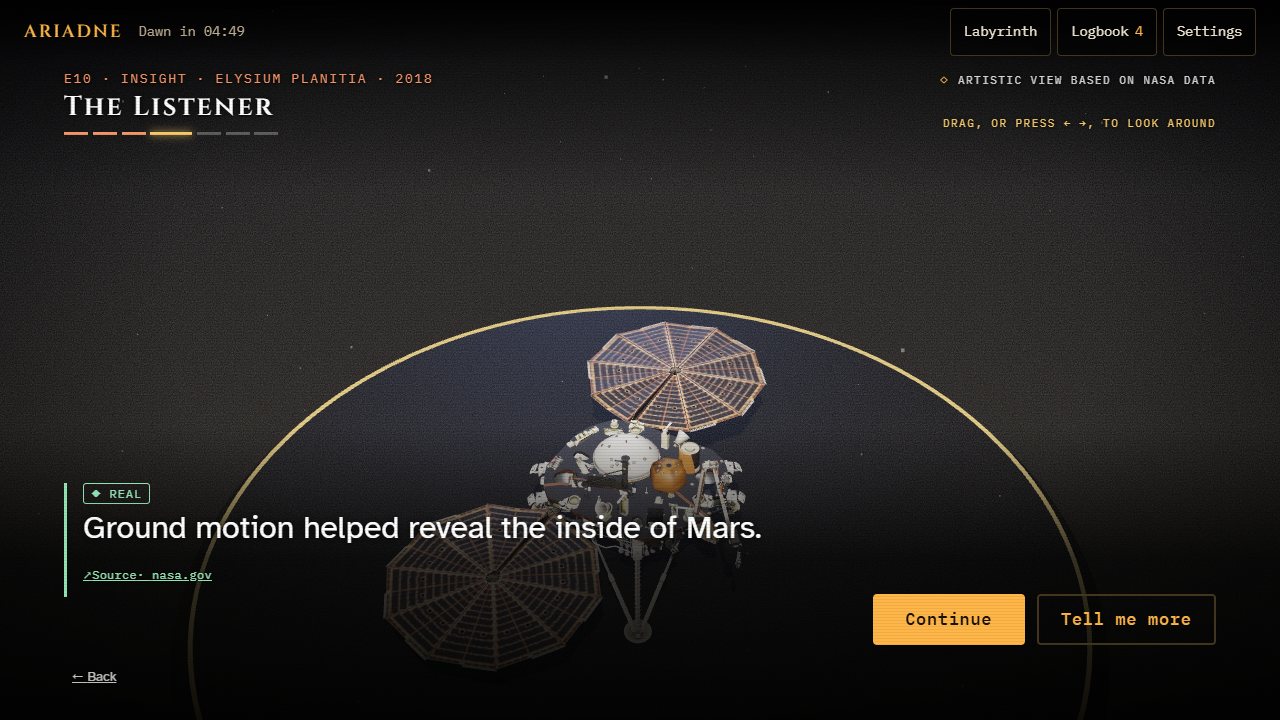 ARIADNE Dawn in 04:49
Labyrinth Logbook 4 Settings
E10 · INSIGHT · ELYSIUM PLANITIA · 2018
THE LISTENER
◇ ARTISTIC VIEW BASED ON NASA DATA
DRAG, OR PRESS ← →, TO LOOK AROUND
◆ REAL
Ground motion helped reveal the inside of Mars.
↗Source· nasa.gov
Continue Tell me more
← Back